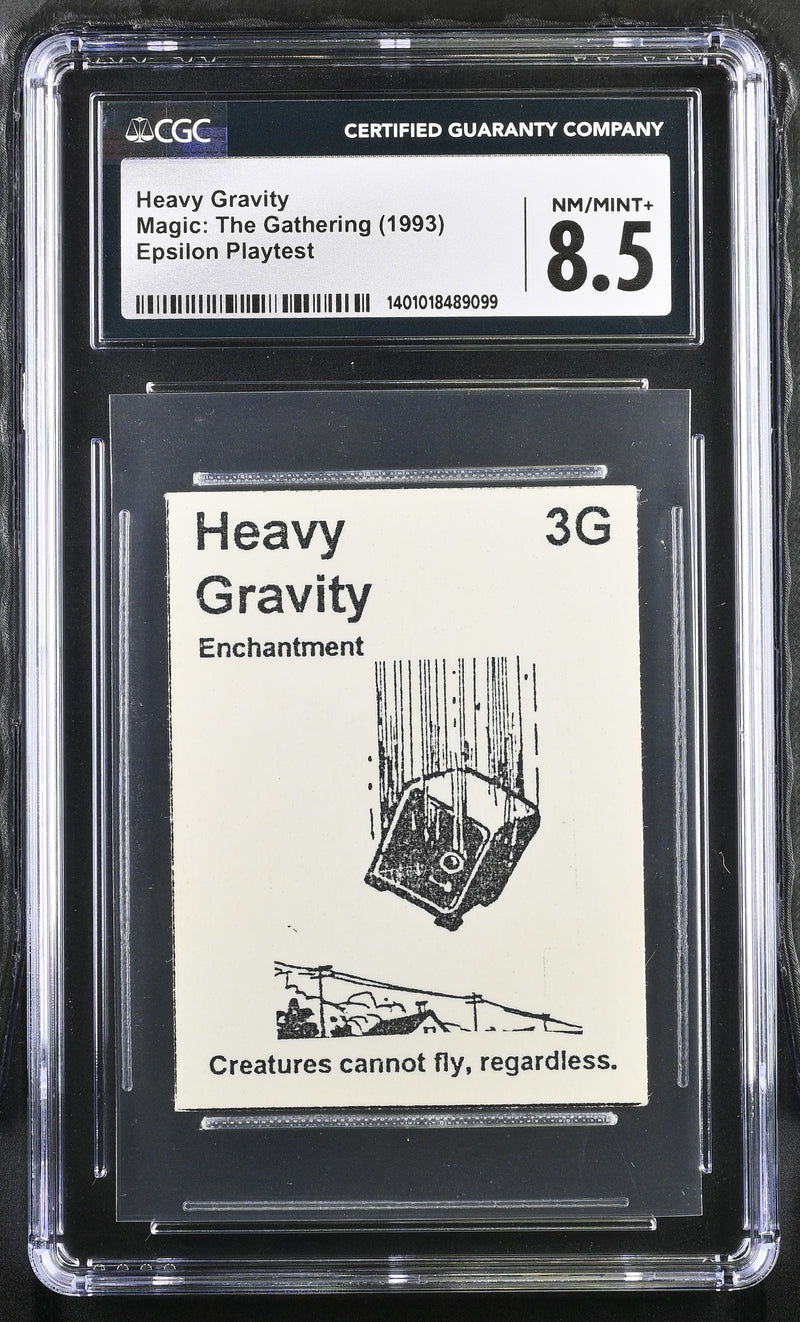 CGC
CERTIFIED GUARANTY COMPANY
Heavy Gravity
Magic: The Gathering (1993)
Epsilon Playtest
NM/MINT+
8.5
1401018489099
Heavy 3G
Gravity
Enchantment
Creatures cannot fly, regardless.